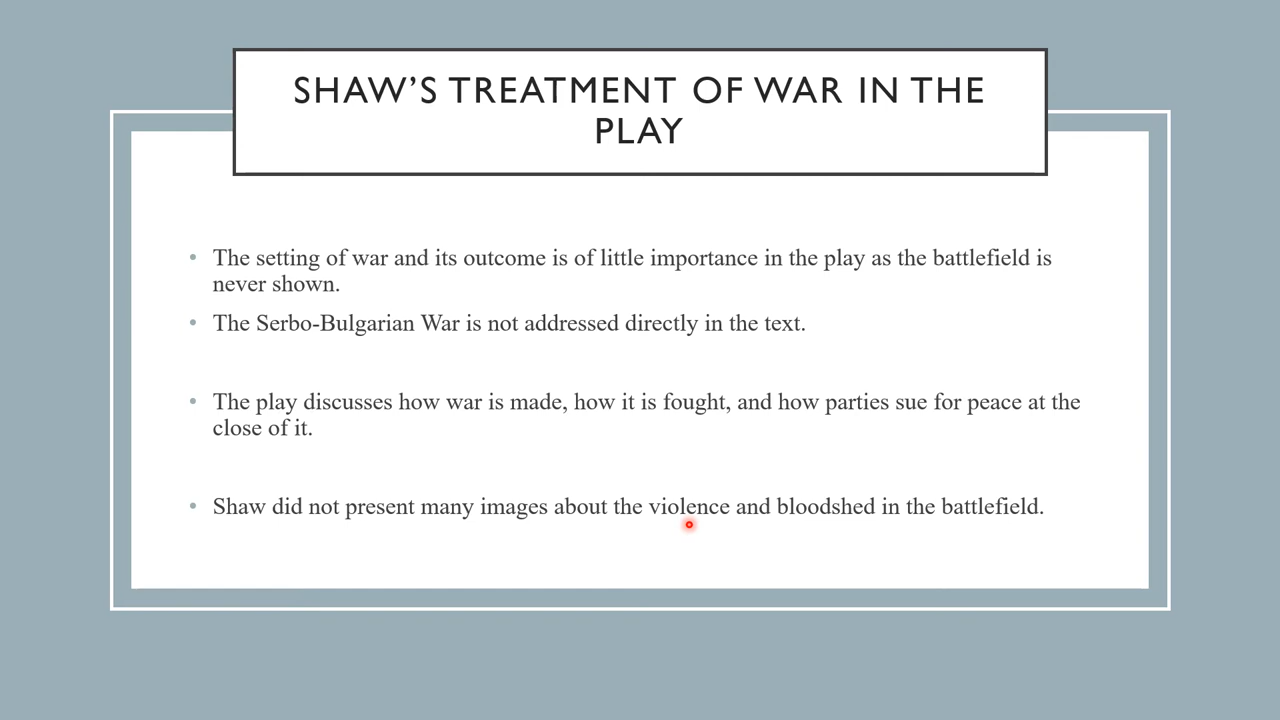 SHAW’S TREATMENT OF WAR IN THE
PLAY
• The setting of war and its outcome is of little importance in the play as the battlefield is
never shown.
• The Serbo-Bulgarian War is not addressed directly in the text.
• The play discusses how war is made, how it is fought, and how parties sue for peace at the
close of it.
• Shaw did not present many images about the violence and bloodshed in the battlefield.